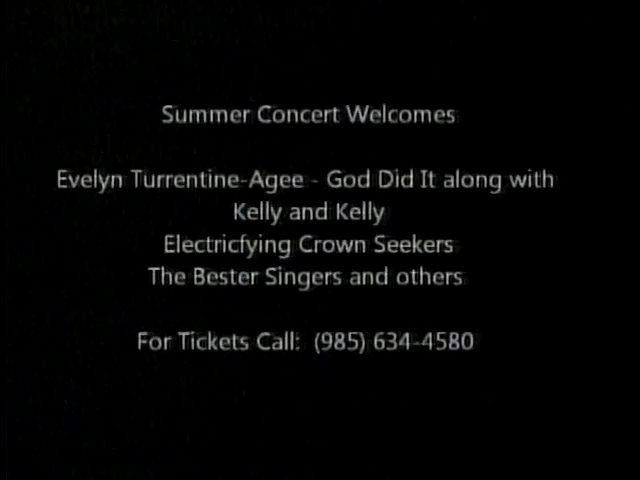 Summer Concert Welcomes
Evelyn Turrentine-Agee - God Did It along with
Kelly and Kelly
Electricfying Crown Seekers
The Bester Singers and others
For Tickets Call: (985) 634-4580